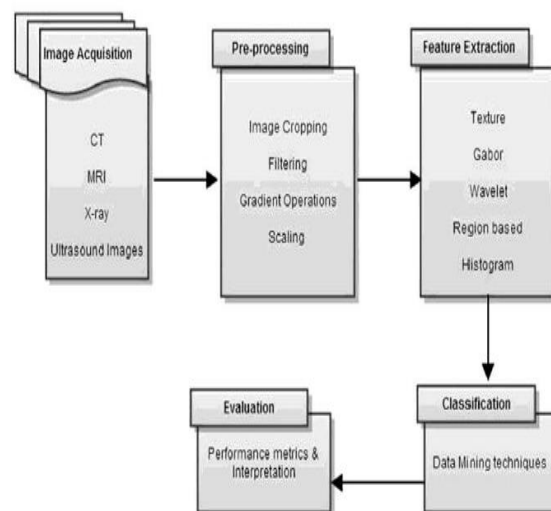 Image Acquisition
CT
MRI
X-ray
Ultrasound Images
Pre-processing
Image Cropping
Filtering
Gradient Operations
Scaling
Feature Extraction
Texture
Gabor
Wavelet
Region based
Histogram
Classification
Data Mining techniques
Evaluation
Performance metrics &
Interpretation